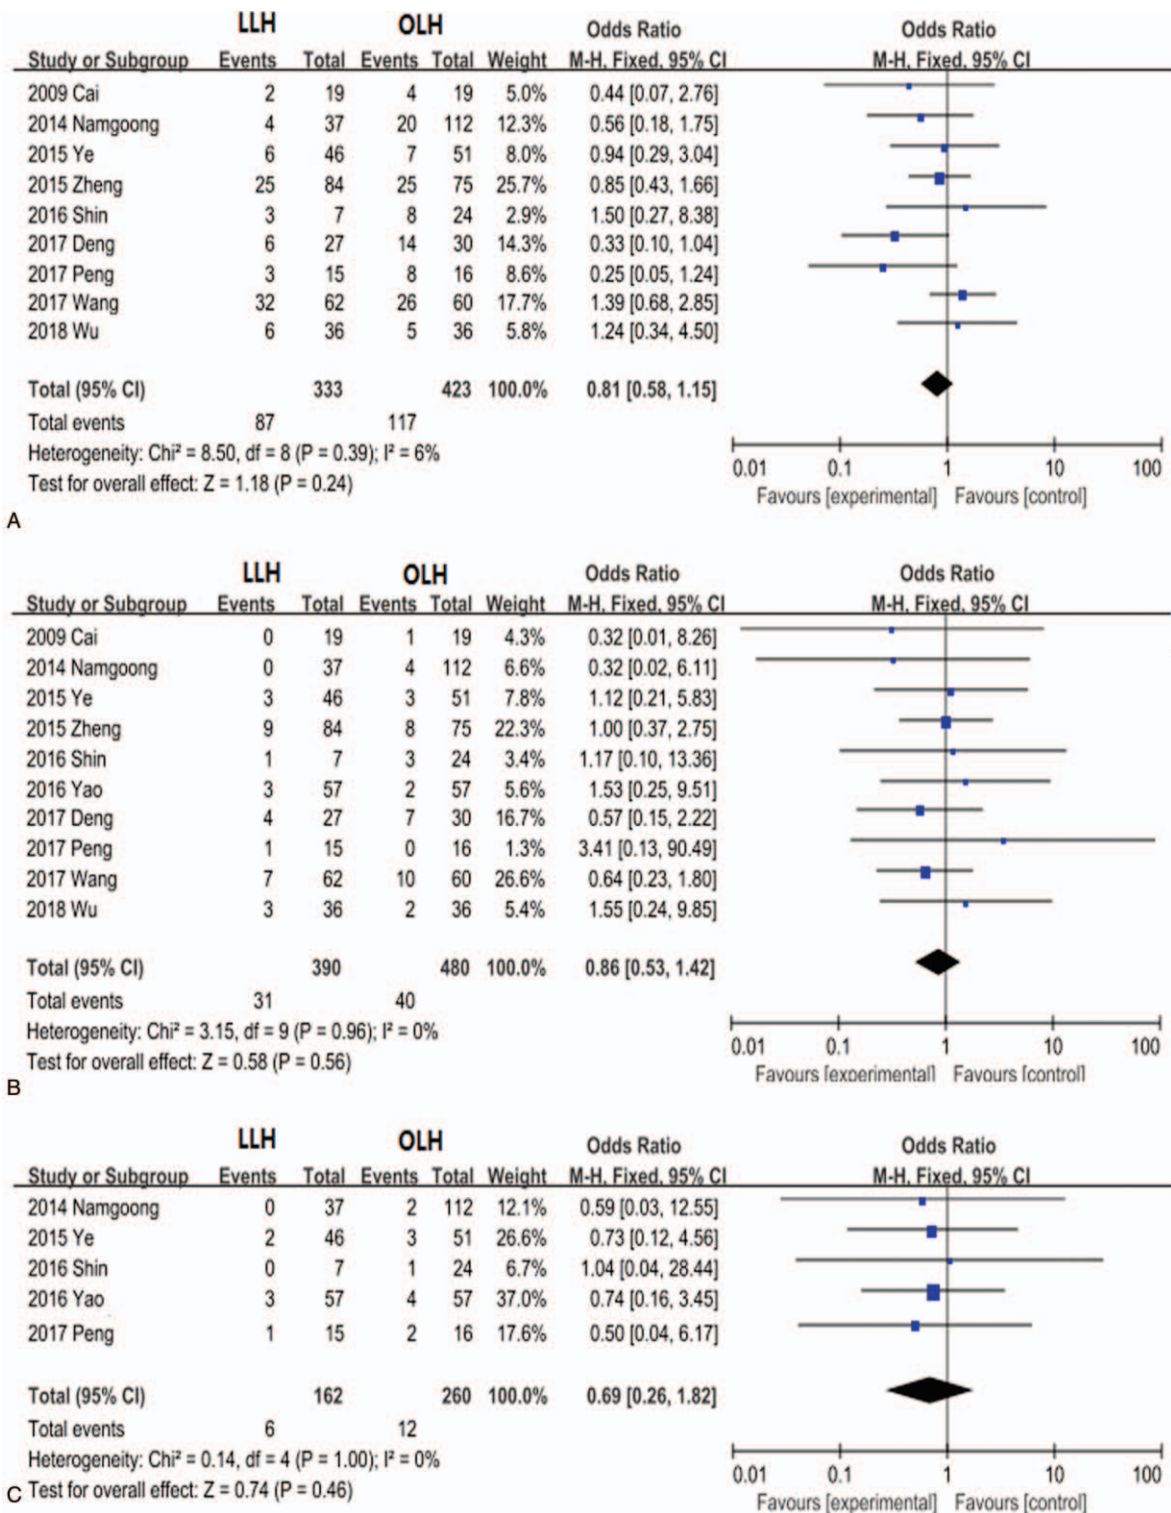 LLH OLH Odds Ratio Odds Ratio
Study or Subgroup Events Total Events Total Weight M-H, Fixed, 95% CI M-H, Fixed, 95% CI
2009 Cai 2 19 4 19 5.0% 0.44 [0.07, 2.76]
2014 Namgoong 4 37 20 112 12.3% 0.56 [0.18, 1.75]
2015 Ye 6 46 7 51 8.0% 0.94 [0.29, 3.04]
2015 Zheng 25 84 25 75 25.7% 0.85 [0.43, 1.66]
2016 Shin 3 7 8 24 2.9% 1.50 [0.27, 8.38]
2017 Deng 6 27 14 30 14.3% 0.33 [0.10, 1.04]
2017 Peng 3 15 8 16 8.6% 0.25 [0.05, 1.24]
2017 Wang 32 62 26 60 17.7% 1.39 [0.68, 2.85]
2018 Wu 6 36 5 36 5.8% 1.24 [0.34, 4.50]
Total (95% CI) 333 423 100.0% 0.81 [0.58, 1.15]
Total events 87 117
Heterogeneity: Chi² = 8.50, df = 8 (P = 0.39); I² = 6%
Test for overall effect: Z = 1.18 (P = 0.24)
0.01 0.1 1 10 100
Favours [experimental] Favours [control]
A
LLH OLH Odds Ratio Odds Ratio
Study or Subgroup Events Total Events Total Weight M-H, Fixed, 95% CI M-H, Fixed, 95% CI
2009 Cai 0 19 1 19 4.3% 0.32 [0.01, 8.26]
2014 Namgoong 0 37 4 112 6.6% 0.32 [0.02, 6.11]
2015 Ye 3 46 3 51 7.8% 1.12 [0.21, 5.83]
2015 Zheng 9 84 8 75 22.3% 1.00 [0.37, 2.75]
2016 Shin 1 7 3 24 3.4% 1.17 [0.10, 13.36]
2016 Yao 3 57 2 57 5.6% 1.53 [0.25, 9.51]
2017 Deng 4 27 7 30 16.7% 0.57 [0.15, 2.22]
2017 Peng 1 15 0 16 1.3% 3.41 [0.13, 90.49]
2017 Wang 7 62 10 60 26.6% 0.64 [0.23, 1.80]
2018 Wu 3 36 2 36 5.4% 1.55 [0.24, 9.85]
Total (95% CI) 390 480 100.0% 0.86 [0.53, 1.42]
Total events 31 40
Heterogeneity: Chi² = 3.15, df = 9 (P = 0.96); I² = 0%
Test for overall effect: Z = 0.58 (P = 0.56)
0.01 0.1 1 10 100
Favours [experimental] Favours [control]
B
LLH OLH Odds Ratio Odds Ratio
Study or Subgroup Events Total Events Total Weight M-H, Fixed, 95% CI M-H, Fixed, 95% CI
2014 Namgoong 0 37 2 112 12.1% 0.59 [0.03, 12.55]
2015 Ye 2 46 3 51 26.6% 0.73 [0.12, 4.56]
2016 Shin 0 7 1 24 6.7% 1.04 [0.04, 28.44]
2016 Yao 3 57 4 57 37.0% 0.74 [0.16, 3.45]
2017 Peng 1 15 2 16 17.6% 0.50 [0.04, 6.17]
Total (95% CI) 162 260 100.0% 0.69 [0.26, 1.82]
Total events 6 12
Heterogeneity: Chi² = 0.14, df = 4 (P = 1.00); I² = 0%
Test for overall effect: Z = 0.74 (P = 0.46)
0.01 0.1 1 10 100
Favours [experimental] Favours [control]
C